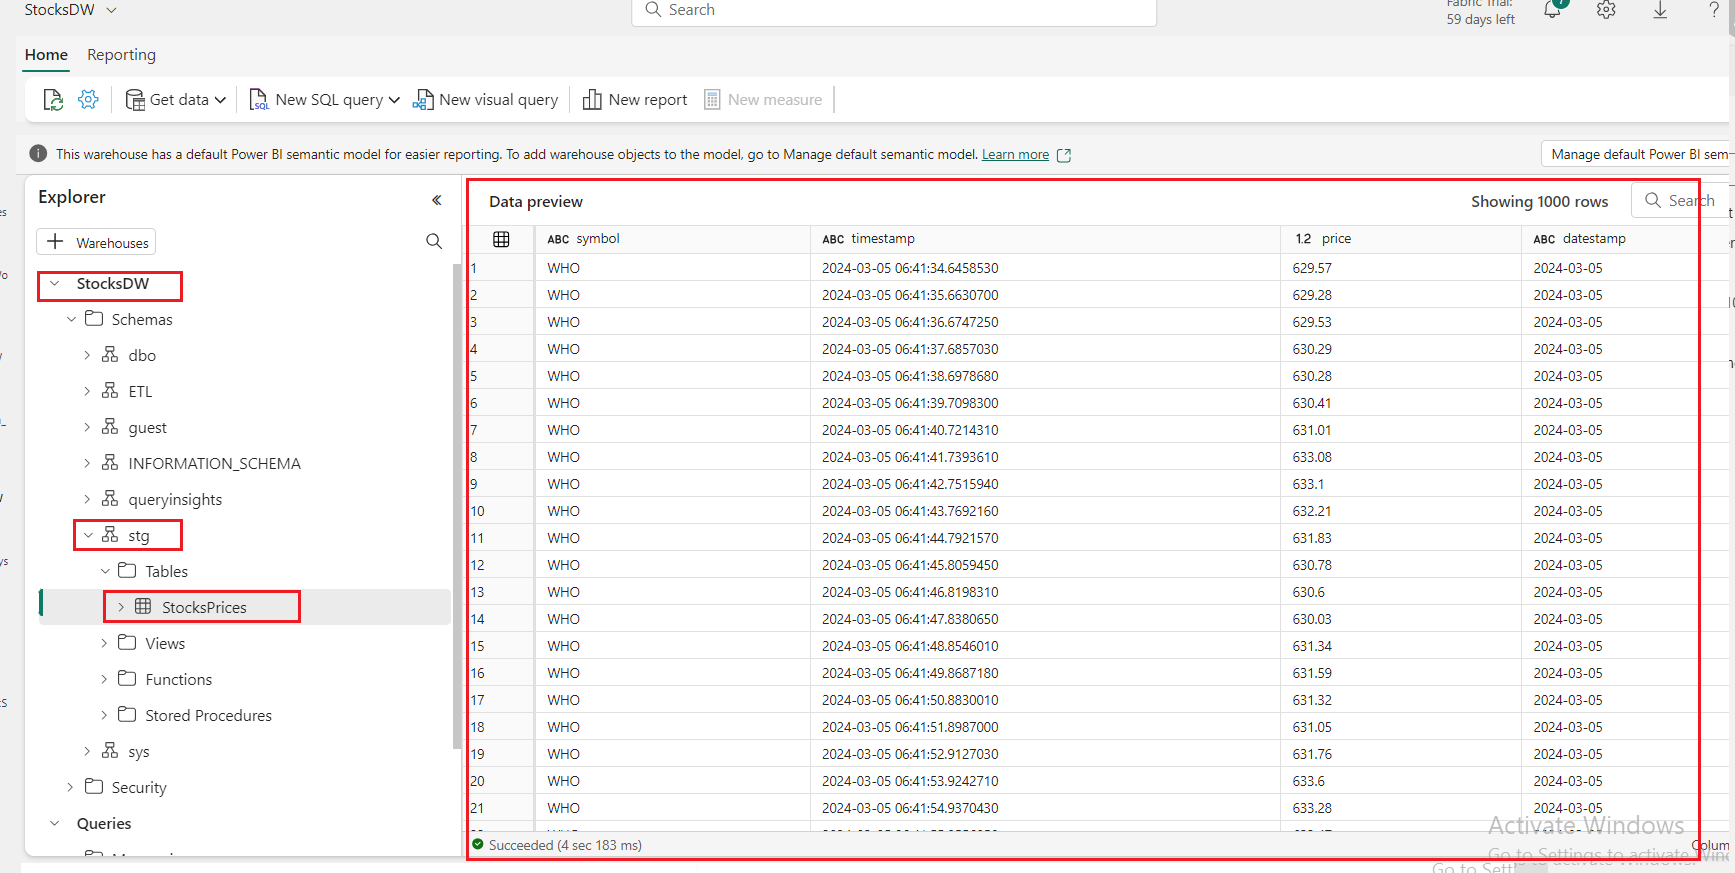 StocksDW
Search
Fabric Trial:
59 days left
?
Home Reporting
Get data New SQL query New visual query New report New measure
This warehouse has a default Power BI semantic model for easier reporting. To add warehouse objects to the model, go to Manage default semantic model. Learn more
Manage default Power BI sem
Explorer
+ Warehouses
StocksDW
Schemas
dbo
ETL
guest
INFORMATION_SCHEMA
queryinsights
stg
Tables
StocksPrices
Views
Functions
Stored Procedures
sys
Security
Queries
Data preview
Showing 1000 rows
Search
ABC symbol ABC timestamp 1.2 price ABC datestamp
1 WHO 2024-03-05 06:41:34.6458530 629.57 2024-03-05
2 WHO 2024-03-05 06:41:35.6630700 629.28 2024-03-05
3 WHO 2024-03-05 06:41:36.6747250 629.53 2024-03-05
4 WHO 2024-03-05 06:41:37.6857030 630.29 2024-03-05
5 WHO 2024-03-05 06:41:38.6978680 630.28 2024-03-05
6 WHO 2024-03-05 06:41:39.7098300 630.41 2024-03-05
7 WHO 2024-03-05 06:41:40.7214310 631.01 2024-03-05
8 WHO 2024-03-05 06:41:41.7393610 633.08 2024-03-05
9 WHO 2024-03-05 06:41:42.7515940 633.1 2024-03-05
10 WHO 2024-03-05 06:41:43.7692160 632.21 2024-03-05
11 WHO 2024-03-05 06:41:44.7921570 631.83 2024-03-05
12 WHO 2024-03-05 06:41:45.8059450 630.78 2024-03-05
13 WHO 2024-03-05 06:41:46.8198310 630.6 2024-03-05
14 WHO 2024-03-05 06:41:47.8380650 630.03 2024-03-05
15 WHO 2024-03-05 06:41:48.8546010 631.34 2024-03-05
16 WHO 2024-03-05 06:41:49.8687180 631.59 2024-03-05
17 WHO 2024-03-05 06:41:50.8830010 631.32 2024-03-05
18 WHO 2024-03-05 06:41:51.8987000 631.05 2024-03-05
19 WHO 2024-03-05 06:41:52.9127030 631.76 2024-03-05
20 WHO 2024-03-05 06:41:53.9242710 633.6 2024-03-05
21 WHO 2024-03-05 06:41:54.9370430 633.28 2024-03-05
Succeeded (4 sec 183 ms)
Colum
Activate Windows
Go to Settings to activate